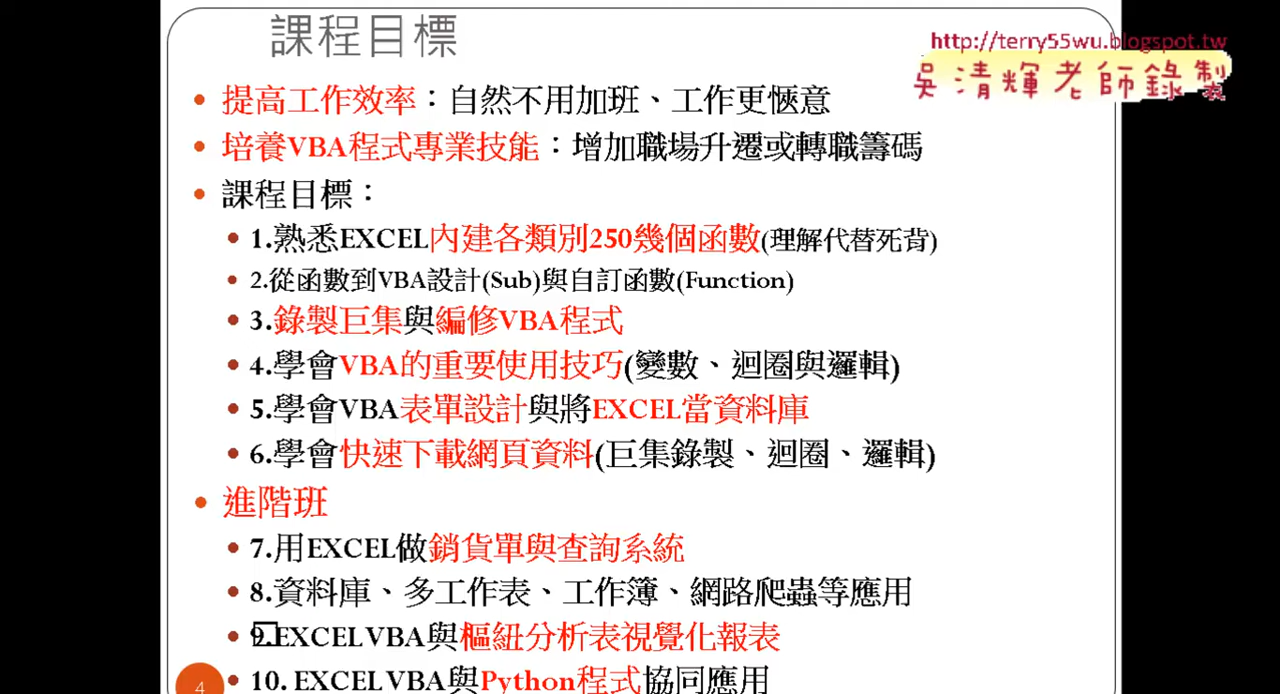 課程目標
http://terry55wu.blogspot.tw
吳清輝老師錄製
提高工作效率：自然不用加班、工作更愜意
培養VBA程式專業技能：增加職場升遷或轉職籌碼
課程目標：
1.熟悉EXCEL內建各類別250幾個函數(理解代替死背)
2.從函數到VBA設計(Sub)與自訂函數(Function)
3.錄製巨集與編修VBA程式
4.學會VBA的重要使用技巧(變數、迴圈與邏輯)
5.學會VBA表單設計與將EXCEL當資料庫
6.學會快速下載網頁資料(巨集錄製、迴圈、邏輯)
進階班
7.用EXCEL做銷貨單與查詢系統
8.資料庫、多工作表、工作簿、網路爬蟲等應用
9.EXCELVBA與樞紐分析表視覺化報表
10. EXCELVBA與Python程式協同應用
4